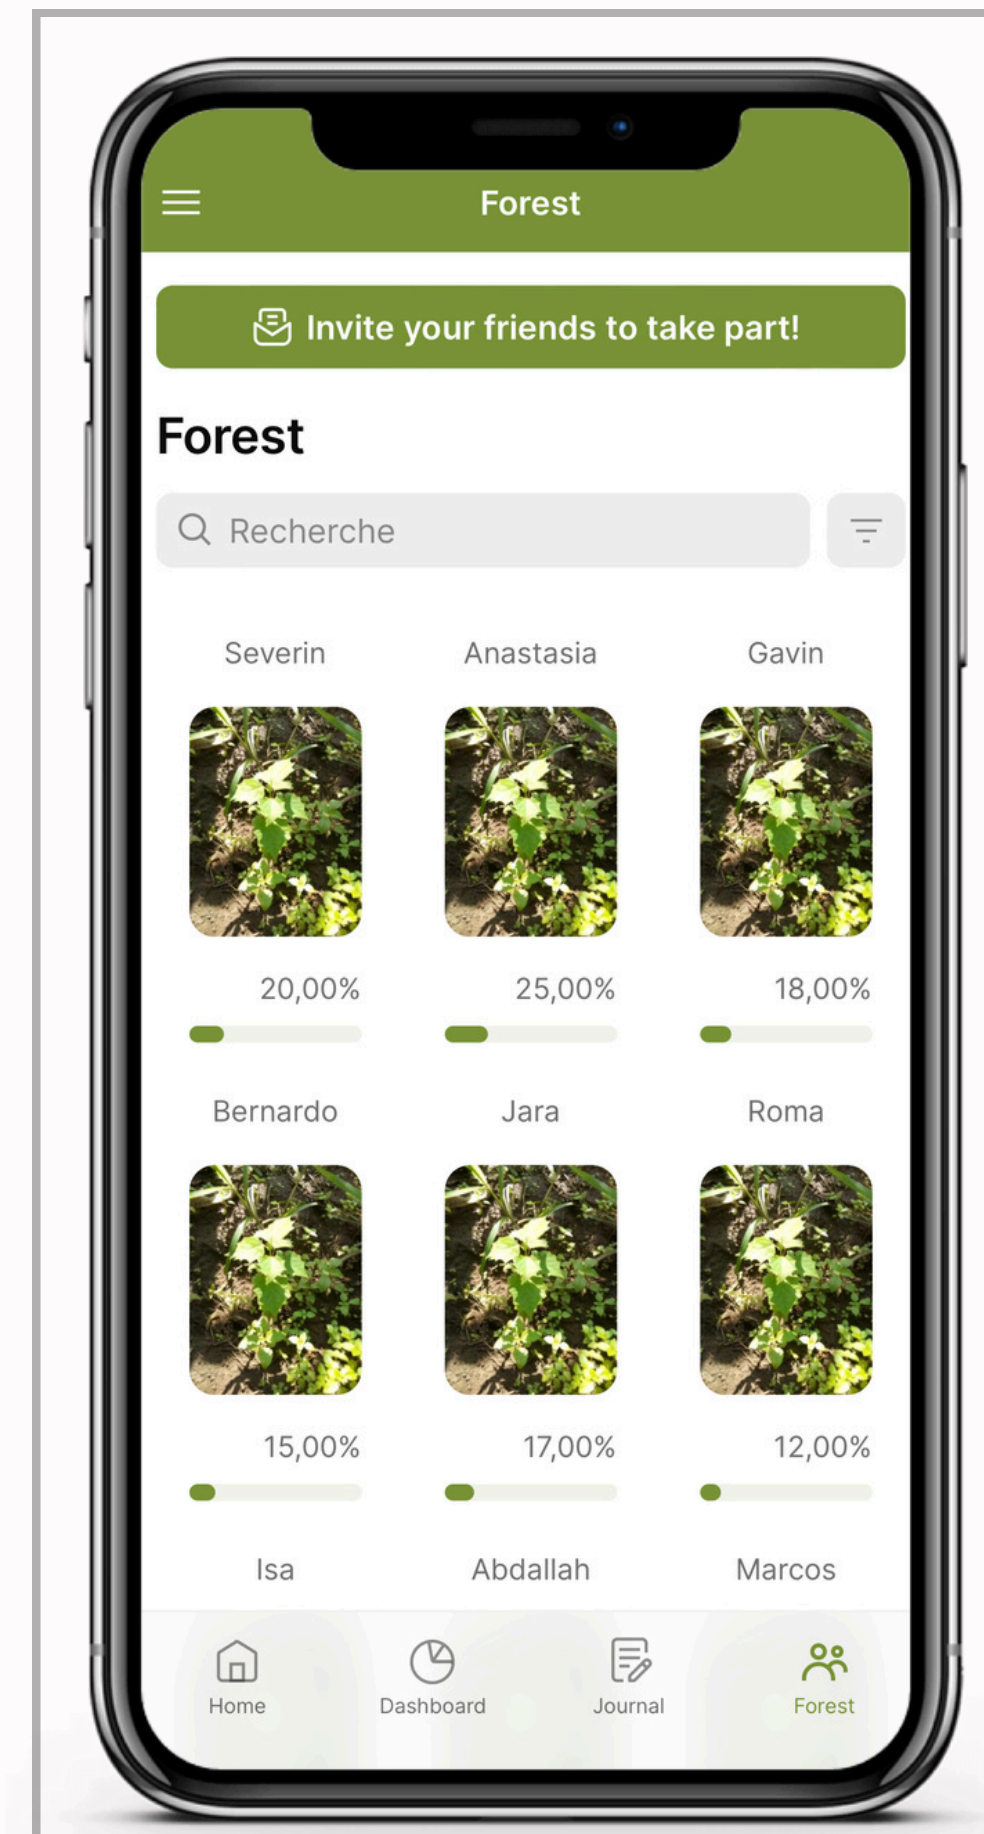 Forest
Invite your friends to take part!
Forest
Recherche
Severin Anastasia Gavin
20,00% 25,00% 18,00%
Bernardo Jara Roma
15,00% 17,00% 12,00%
Isa Abdallah Marcos
Home Dashboard Journal Forest